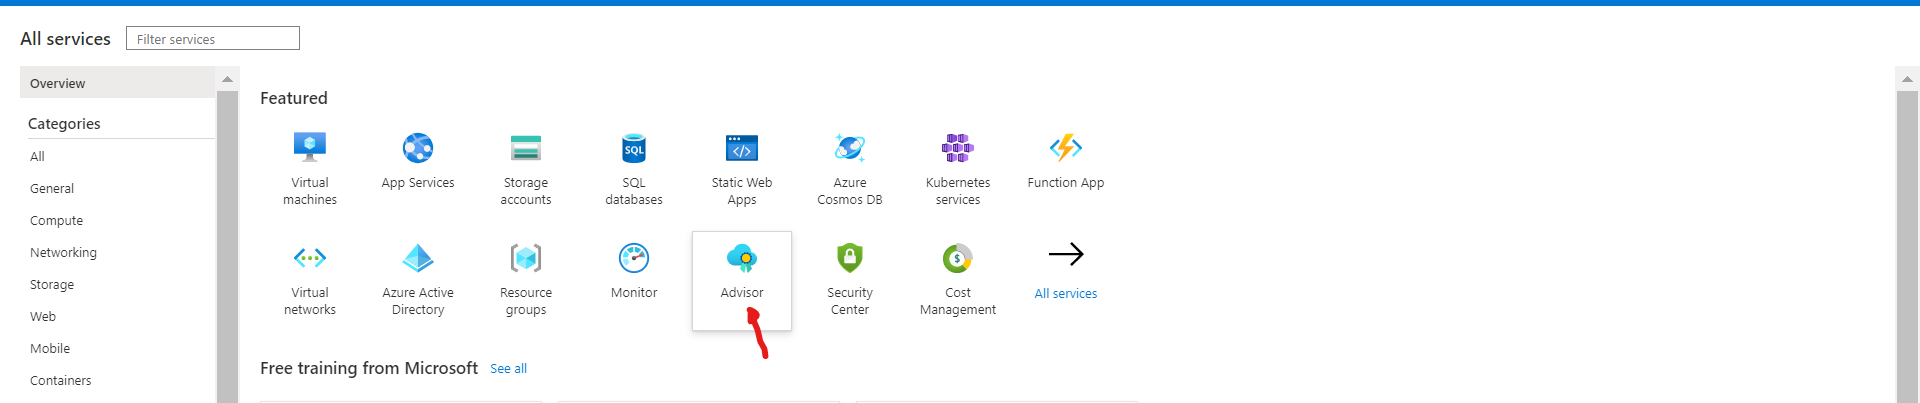 All services
Filter services
Overview
Categories
All
General
Compute
Networking
Storage
Web
Mobile
Containers
Featured
Virtual
machines
App Services
Storage
accounts
SQL
SQL
databases
Static Web
Apps
Azure
Cosmos DB
Kubernetes
services
Function App
Virtual
networks
Azure Active
Directory
Resource
groups
Monitor
Advisor
Security
Center
$
Cost
Management
All services
Free training from Microsoft See all